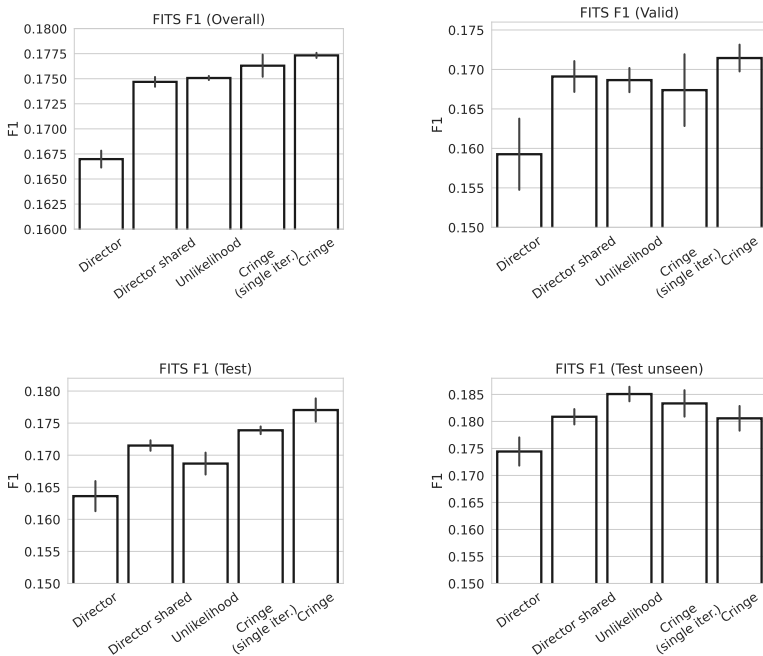 FITS F1 (Overall)
0.1800
0.1775
0.1750
0.1725
0.1700
0.1675
0.1650
0.1625
0.1600
F1
Director
Director shared
Unlikelihood
Cringe
(single iter.)
Cringe
FITS F1 (Valid)
0.175
0.170
0.165
0.160
0.155
0.150
F1
Director
Director shared
Unlikelihood
Cringe
(single iter.)
Cringe
FITS F1 (Test)
0.180
0.175
0.170
0.165
0.160
0.155
0.150
F1
Director
Director shared
Unlikelihood
Cringe
(single iter.)
Cringe
FITS F1 (Test unseen)
0.185
0.180
0.175
0.170
0.165
0.160
0.155
0.150
F1
Director
Director shared
Unlikelihood
Cringe
(single iter.)
Cringe